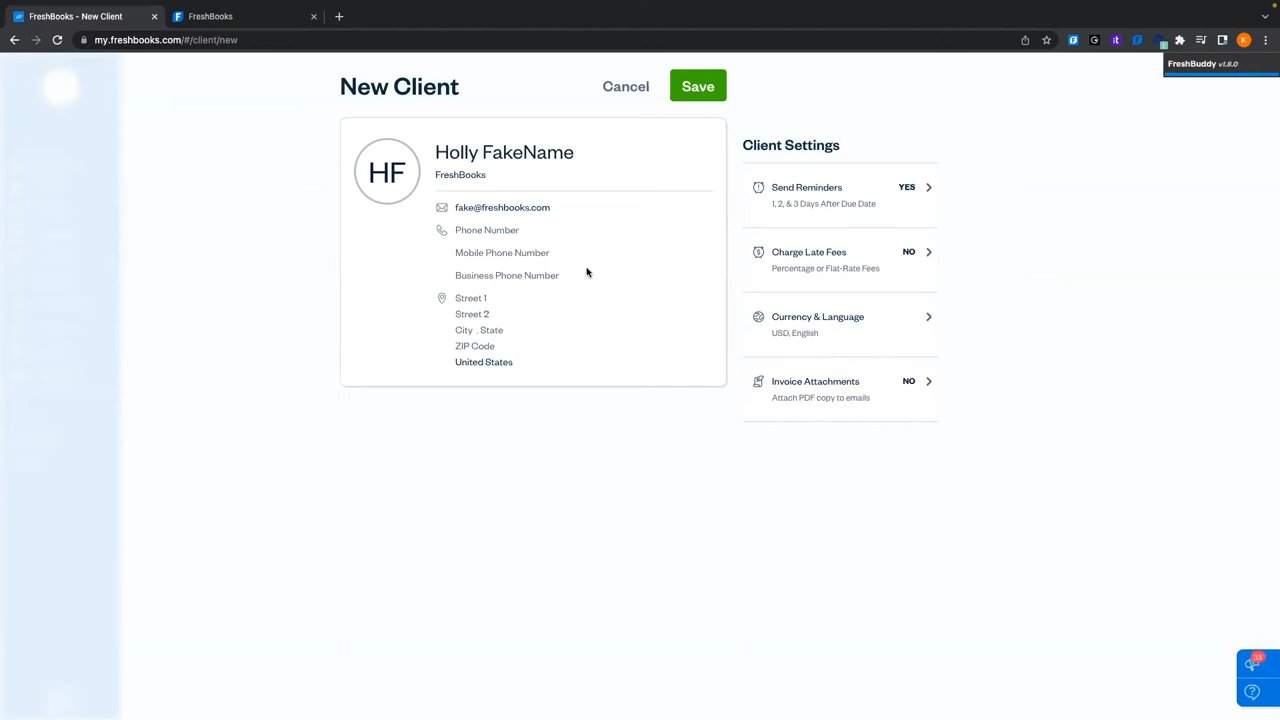 FreshBooks - New Client
FreshBooks
my.freshbooks.com/#/client/new
FreshBuddy v1.8.0
New Client
Cancel
Save
HF
Holly FakeName
FreshBooks
fake@freshbooks.com
Phone Number
Mobile Phone Number
Business Phone Number
Street 1
Street 2
City , State
ZIP Code
United States
Client Settings
Send Reminders YES
1, 2, & 3 Days After Due Date
Charge Late Fees NO
Percentage or Flat-Rate Fees
Currency & Language
USD, English
Invoice Attachments NO
Attach PDF copy to emails
33